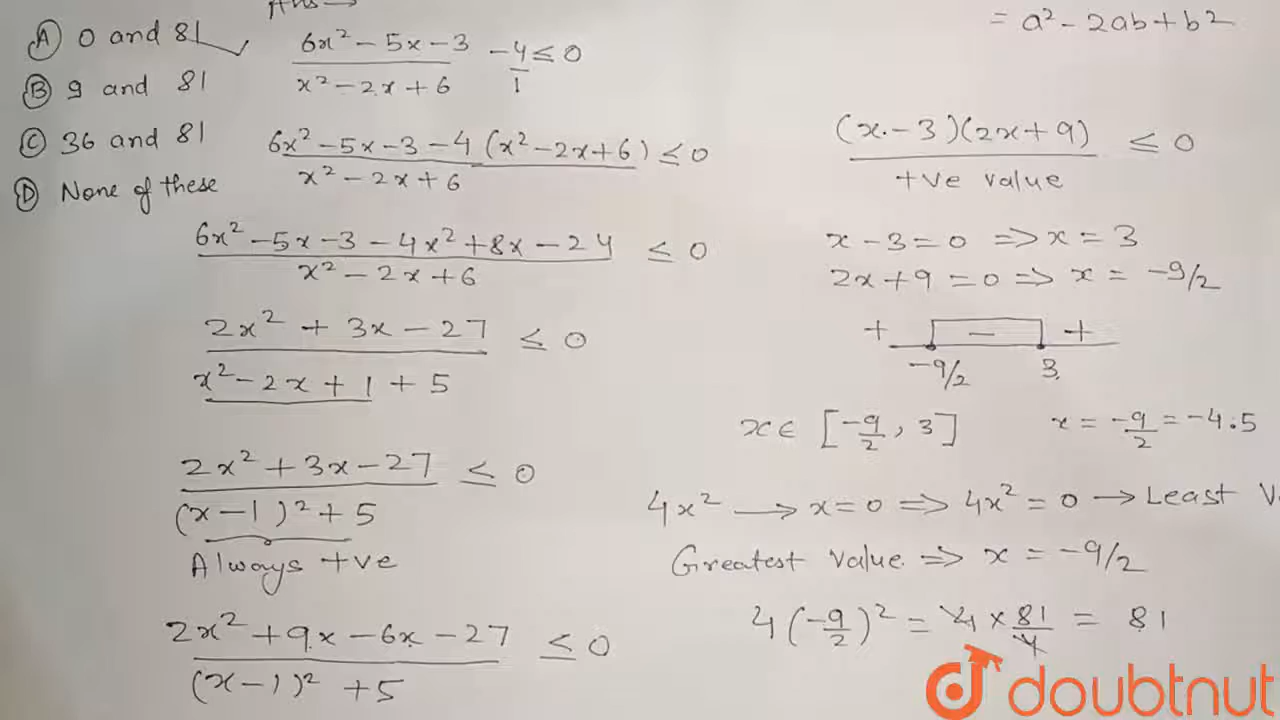 Ans →
(A) 0 and 81 ✓
(B) 9 and 81
(C) 36 and 81
(D) None of these
6x² - 5x - 3 / x² - 2x + 6 - 4/1 ≤ 0
6x² - 5x - 3 - 4(x² - 2x + 6) / x² - 2x + 6 ≤ 0
6x² - 5x - 3 - 4x² + 8x - 24 / x² - 2x + 6 ≤ 0
2x² + 3x - 27 / x² - 2x + 1 + 5 ≤ 0
2x² + 3x - 27 / (x - 1)² + 5 ≤ 0
Always +ve
2x² + 9x - 6x - 27 / (x - 1)² + 5 ≤ 0
= a² - 2ab + b²
(x - 3)(2x + 9) / +ve value ≤ 0
x - 3 = 0 ⇒ x = 3
2x + 9 = 0 ⇒ x = -9/2
+ - +
-9/2 3
x ∈ [-9/2, 3] x = -9/2 = -4.5
4x² → x = 0 ⇒ 4x² = 0 → Least
Greatest Value ⇒ x = -9/2
4(-9/2)² = 4 × 81/4 = 81
doubtnut